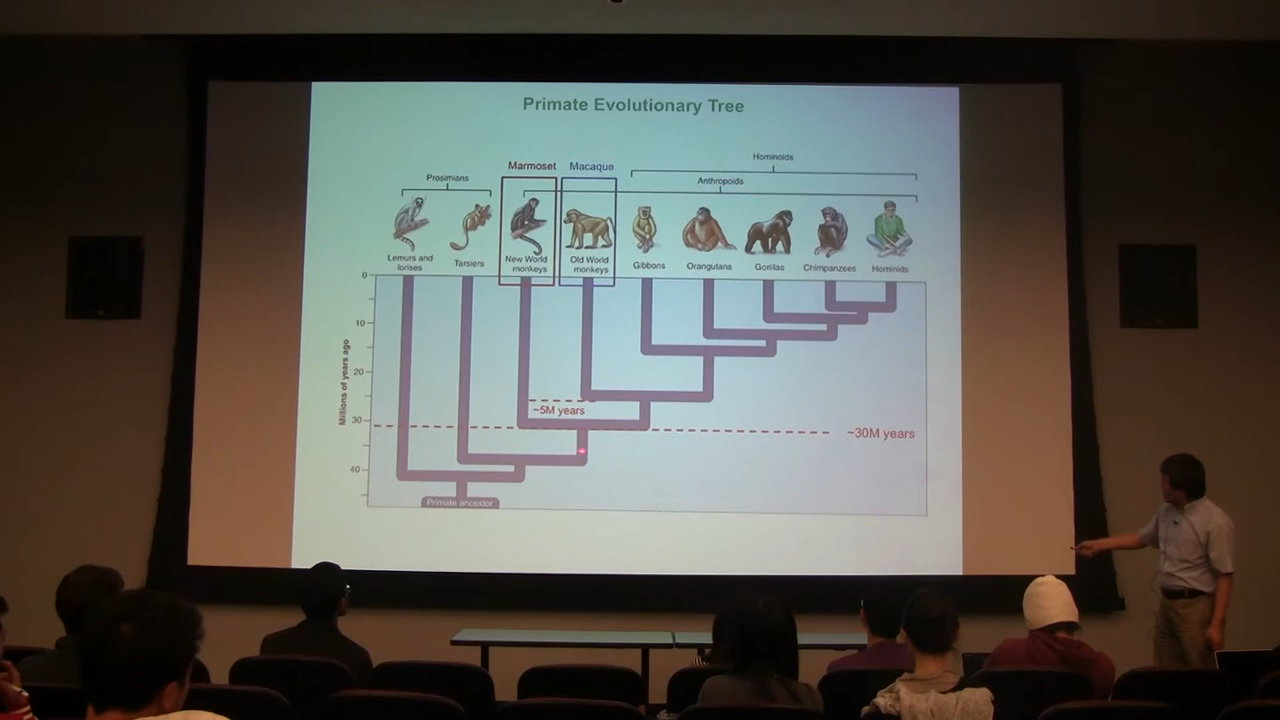 Primate Evolutionary Tree
Hominoids
Marmoset
Macaque
Prosimians
Anthropoids
Lemurs and
lorises
Tarsiers
New World
monkeys
Old World
monkeys
Gibbons
Orangutans
Gorillas
Chimpanzees
Hominids
Millions of years ago
0
10
20
30
40
~5M years
~30M years
Primate ancestor